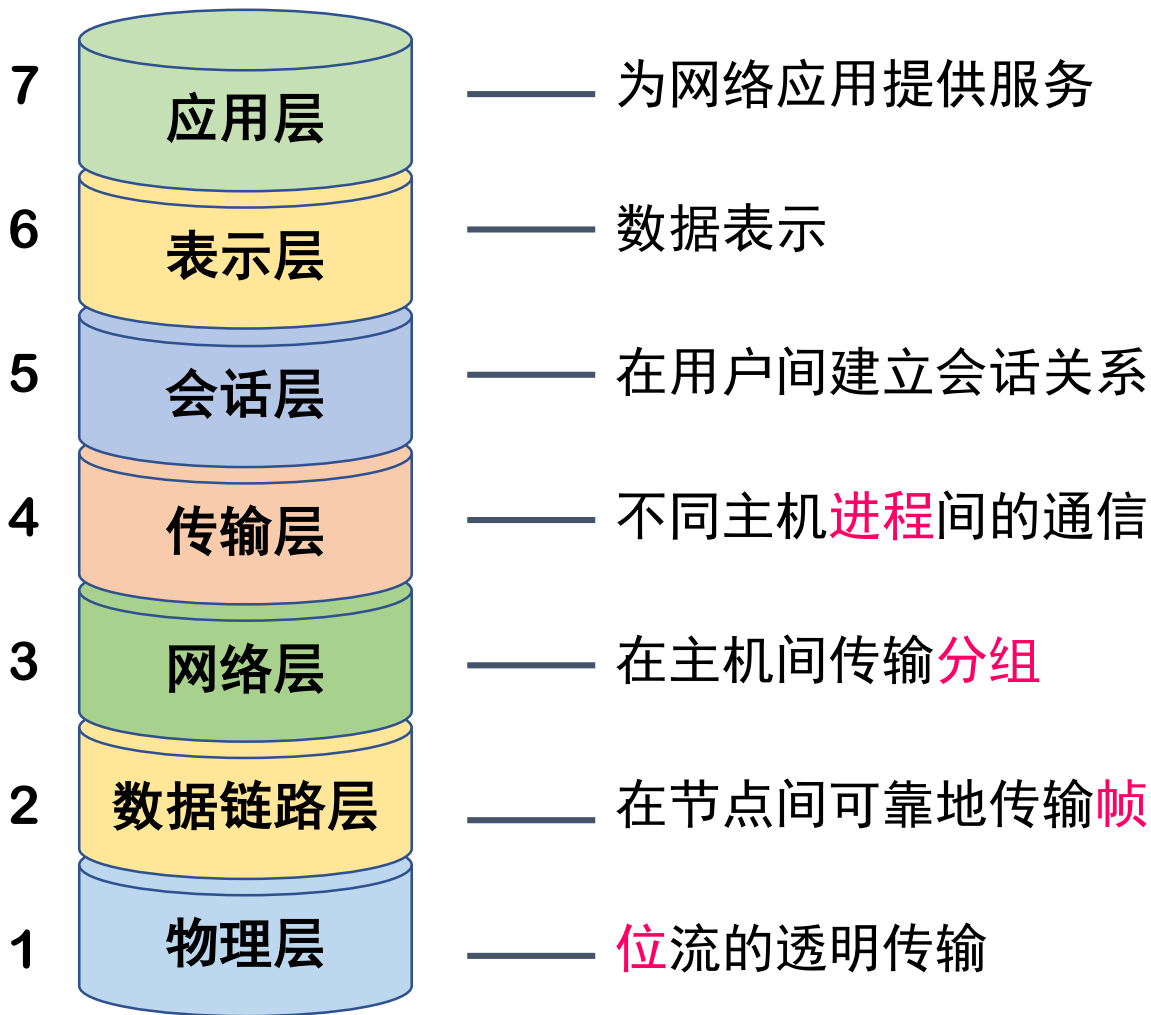 7 应用层 为网络应用提供服务
6 表示层 数据表示
5 会话层 在用户间建立会话关系
4 传输层 不同主机进程间的通信
3 网络层 在主机间传输分组
2 数据链路层 在节点间可靠地传输帧
1 物理层 位流的透明传输